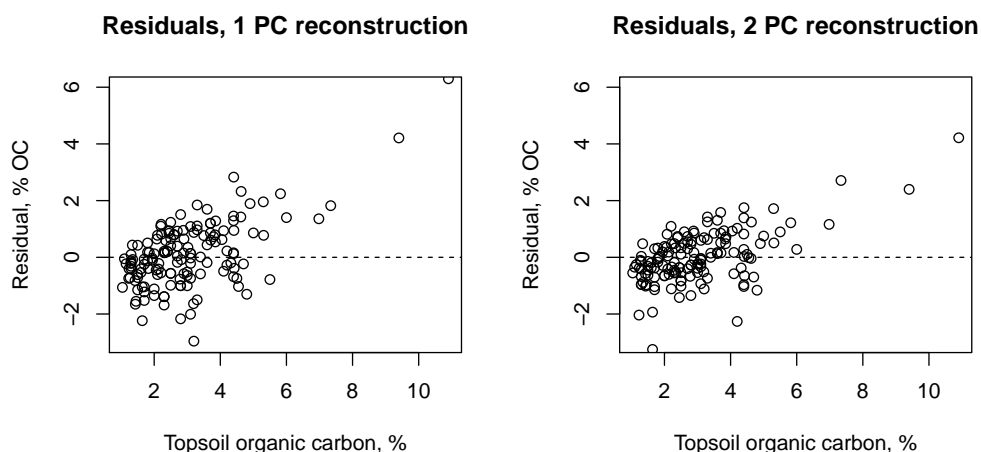 Residuals, 1 PC reconstruction
Residual, % OC
6
4
2
0
−2
2 4 6 8 10
Topsoil organic carbon, %
Residuals, 2 PC reconstruction
Residual, % OC
6
4
2
0
−2
2 4 6 8 10
Topsoil organic carbon, %